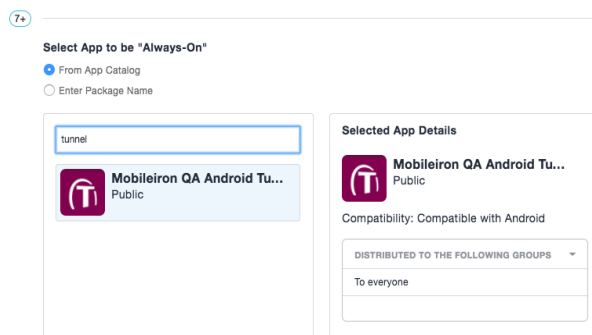 7+
Select App to be "Always-On"
From App Catalog
Enter Package Name
tunnel
Mobileiron QA Android Tu...
Public
Selected App Details
Mobileiron QA Android Tu...
Public
Compatibility: Compatible with Android
DISTRIBUTED TO THE FOLLOWING GROUPS
To everyone